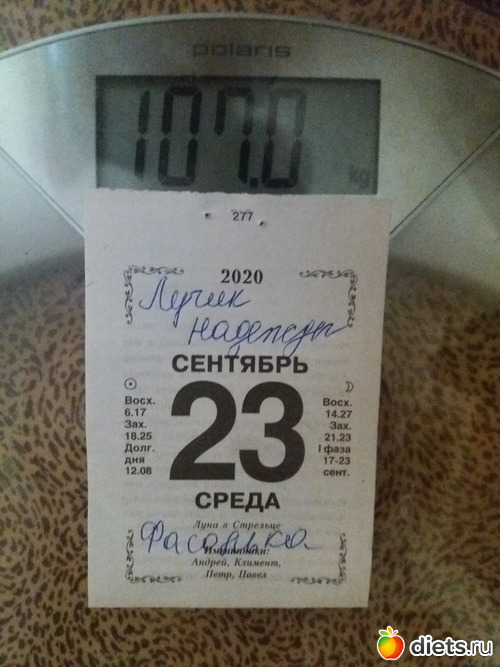 polaris
107.0
kg
277
2020
Лучик
надежды
СЕНТЯБРЬ
23
Восх.
6.17
Зах.
18.25
Долг.
дня
12.08
Восх.
14.27
Зах.
21.23
I фаза
17-23
сент.
СРЕДА
Луна в Стрельце
Фасолька
Именинники:
Андрей, Климент,
Петр, Павел
diets.ru